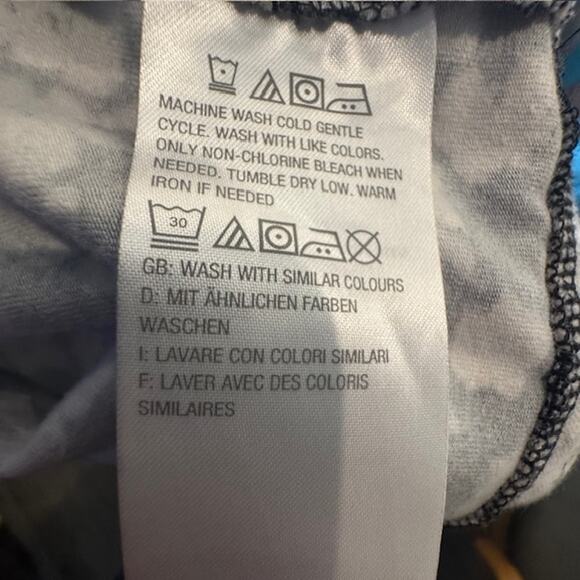 MACHINE WASH COLD GENTLE
CYCLE. WASH WITH LIKE COLORS.
ONLY NON-CHLORINE BLEACH WHEN
NEEDED. TUMBLE DRY LOW. WARM
IRON IF NEEDED
30
GB: WASH WITH SIMILAR COLOURS
D: MIT ÄHNLICHEN FARBEN
WASCHEN
I: LAVARE CON COLORI SIMILARI
F: LAVER AVEC DES COLORIS
SIMILAIRES